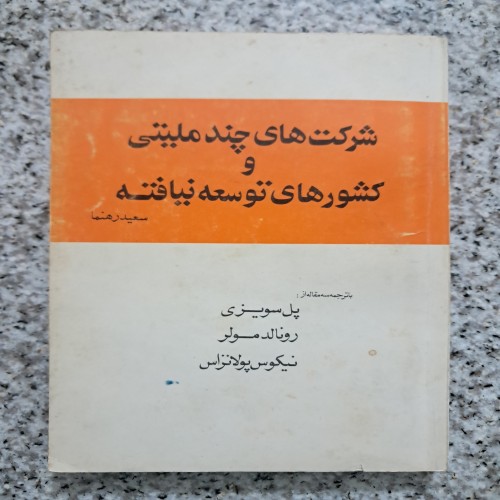 شرکت های چند ملیتی
و
کشورهای توسعه نیافته
سعید رهنما
با ترجمه سه مقاله از :
پل سویزی
رونالد مولر
نیکوس پولانزاس